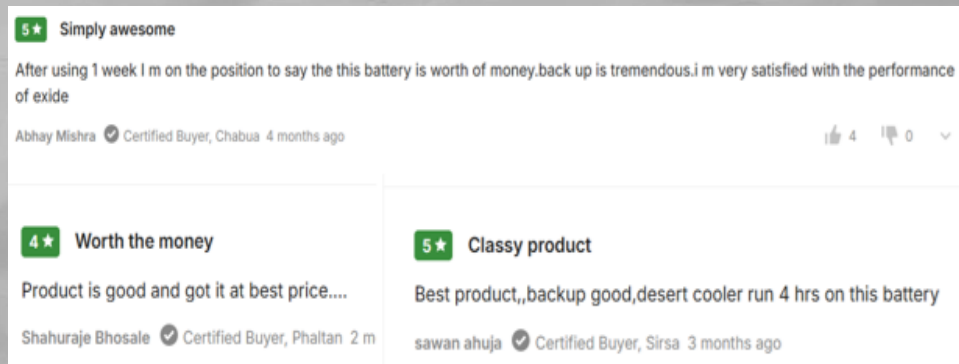 5★ Simply awesome
After using 1 week I m on the position to say the this battery is worth of money.back up is tremendous.i m very satisfied with the performance
of exide
Abhay Mishra Certified Buyer, Chabua 4 months ago 4 0
4★ Worth the money
Product is good and got it at best price....
Shahuraje Bhosale Certified Buyer, Phaltan 2 m
5★ Classy product
Best product,,backup good,desert cooler run 4 hrs on this battery
sawan ahuja Certified Buyer, Sirsa 3 months ago